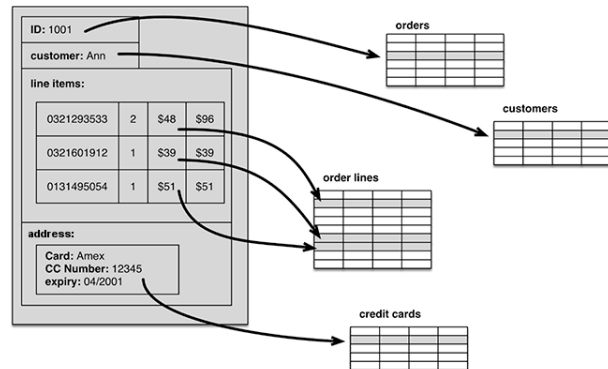 ID: 1001
customer: Ann
line items:
0321293533 2 $48 $96
0321601912 1 $39 $39
0131495054 1 $51 $51
address:
Card: Amex
CC Number: 12345
expiry: 04/2001
orders
customers
order lines
credit cards